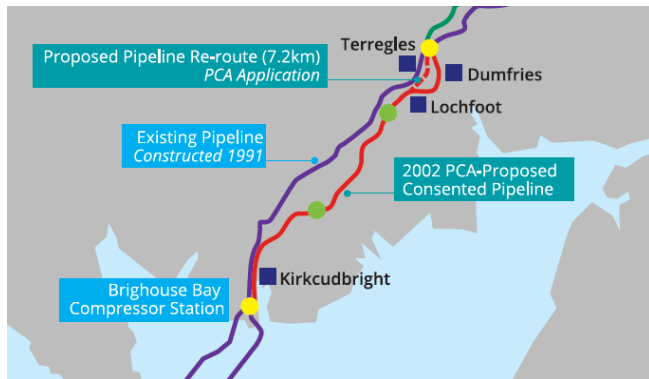 Terregles
Proposed Pipeline Re-route (7.2km)
PCA Application
Dumfries
Lochfoot
Existing Pipeline
Constructed 1991
2002 PCA-Proposed
Consented Pipeline
Kirkcudbright
Brighouse Bay
Compressor Station